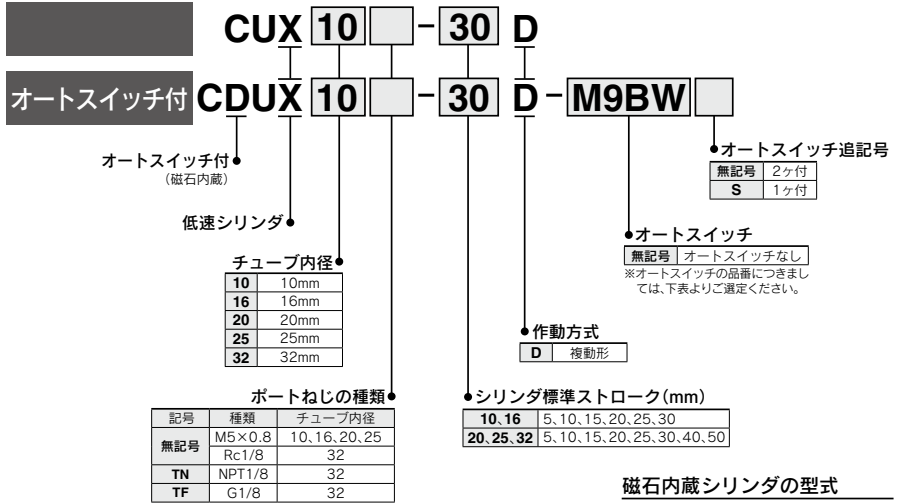 CUX 10 - 30 D
オートスイッチ付 CDUX 10 - 30 D - M9BW
オートスイッチ付
(磁石内蔵)
低速シリンダ
チューブ内径
10 10mm
16 16mm
20 20mm
25 25mm
32 32mm
ポートねじの種類
記号 種類 チューブ内径
無記号 M5×0.8 10、16、20、25
Rc1/8 32
TN NPT1/8 32
TF G1/8 32
オートスイッチ追記号
無記号 2ヶ付
S 1ヶ付
オートスイッチ
無記号 オートスイッチなし
※オートスイッチの品番につきまし
ては、下表よりご選定ください。
作動方式
D 複動形
シリンダ標準ストローク(mm)
10、16 5、10、15、20、25、30
20、25、32 5、10、15、20、25、30、40、50
磁石内蔵シリンダの型式